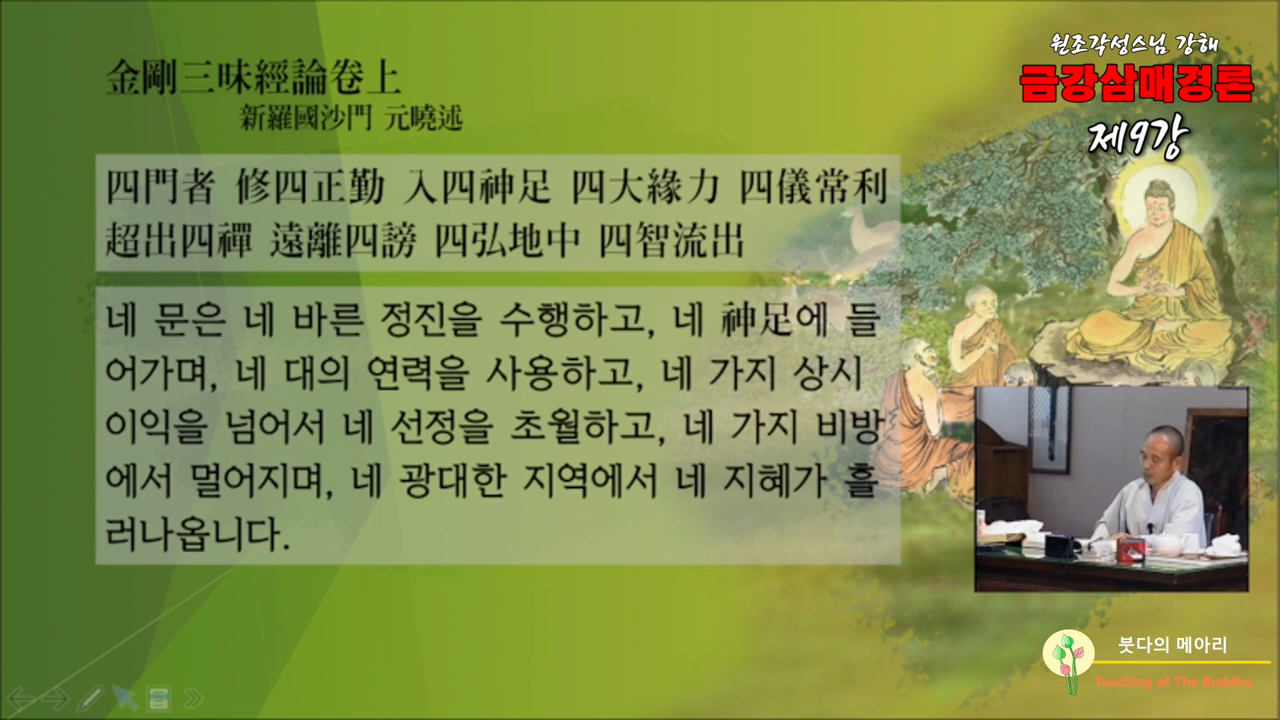 金剛三昧經論卷上
新羅國沙門 元曉述
四門者 修四正勤 入四神足 四大緣力 四儀常利
超出四禪 遠離四謗 四弘地中 四智流出
네 문은 네 바른 정진을 수행하고, 네 神足에 들
어가며, 네 대의 연력을 사용하고, 네 가지 상시
이익을 넘어서 네 선정을 초월하고, 네 가지 비방
에서 멀어지며, 네 광대한 지역에서 네 지혜가 흘
러나옵니다.
원조각성스님 강해
금강삼매경론
제9강
붓다의 메아리
Teaching of The Buddha